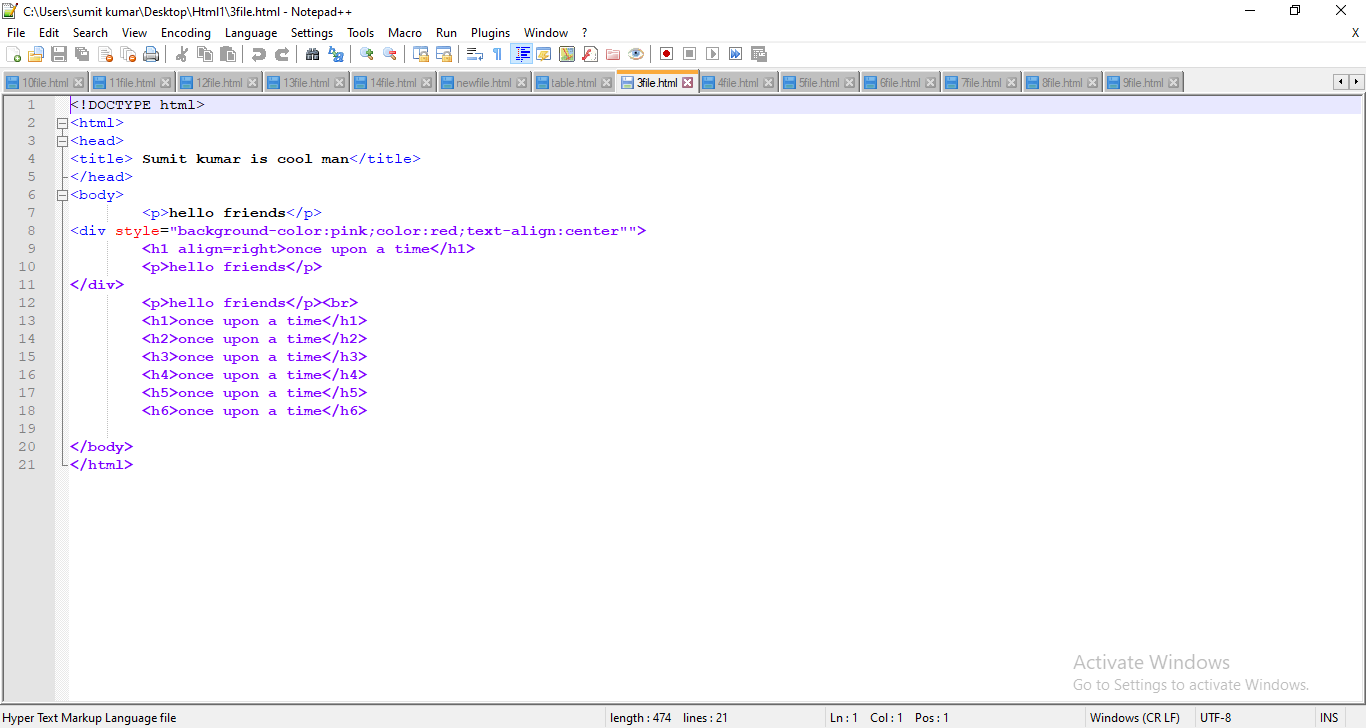 C:\Users\sumit kumar\Desktop\Html1\3file.html - Notepad++
File Edit Search View Encoding Language Settings Tools Macro Run Plugins Window ? X
10file.html 11file.html 12file.html 13file.html 14file.html newfile.html table.html 3file.html 4file.html 5file.html 6file.html 7file.html 8file.html 9file.html
1 <!DOCTYPE html>
2 <html>
3 <head>
4 <title> Sumit kumar is cool man</title>
5 </head>
6 <body>
7 <p>hello friends</p>
8 <div style="background-color:pink;color:red;text-align:center"">
9 <h1 align=right>once upon a time</h1>
10 <p>hello friends</p>
11 </div>
12 <p>hello friends</p><br>
13 <h1>once upon a time</h1>
14 <h2>once upon a time</h2>
15 <h3>once upon a time</h3>
16 <h4>once upon a time</h4>
17 <h5>once upon a time</h5>
18 <h6>once upon a time</h6>
19
20 </body>
21 </html>
Activate Windows
Go to Settings to activate Windows.
Hyper Text Markup Language file length : 474 lines : 21 Ln : 1 Col : 1 Pos : 1 Windows (CR LF) UTF-8 INS